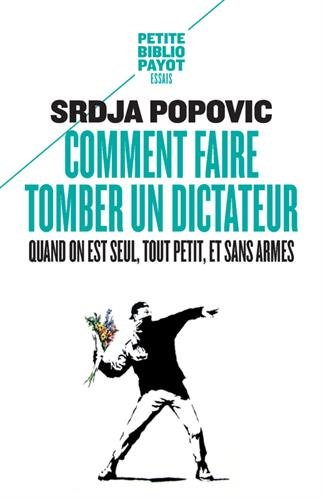 PETITE
BIBLIO
PAYOT
ESSAIS
SRDJA POPOVIC
COMMENT FAIRE
TOMBER UN DICTATEUR
QUAND ON EST SEUL, TOUT PETIT, ET SANS ARMES